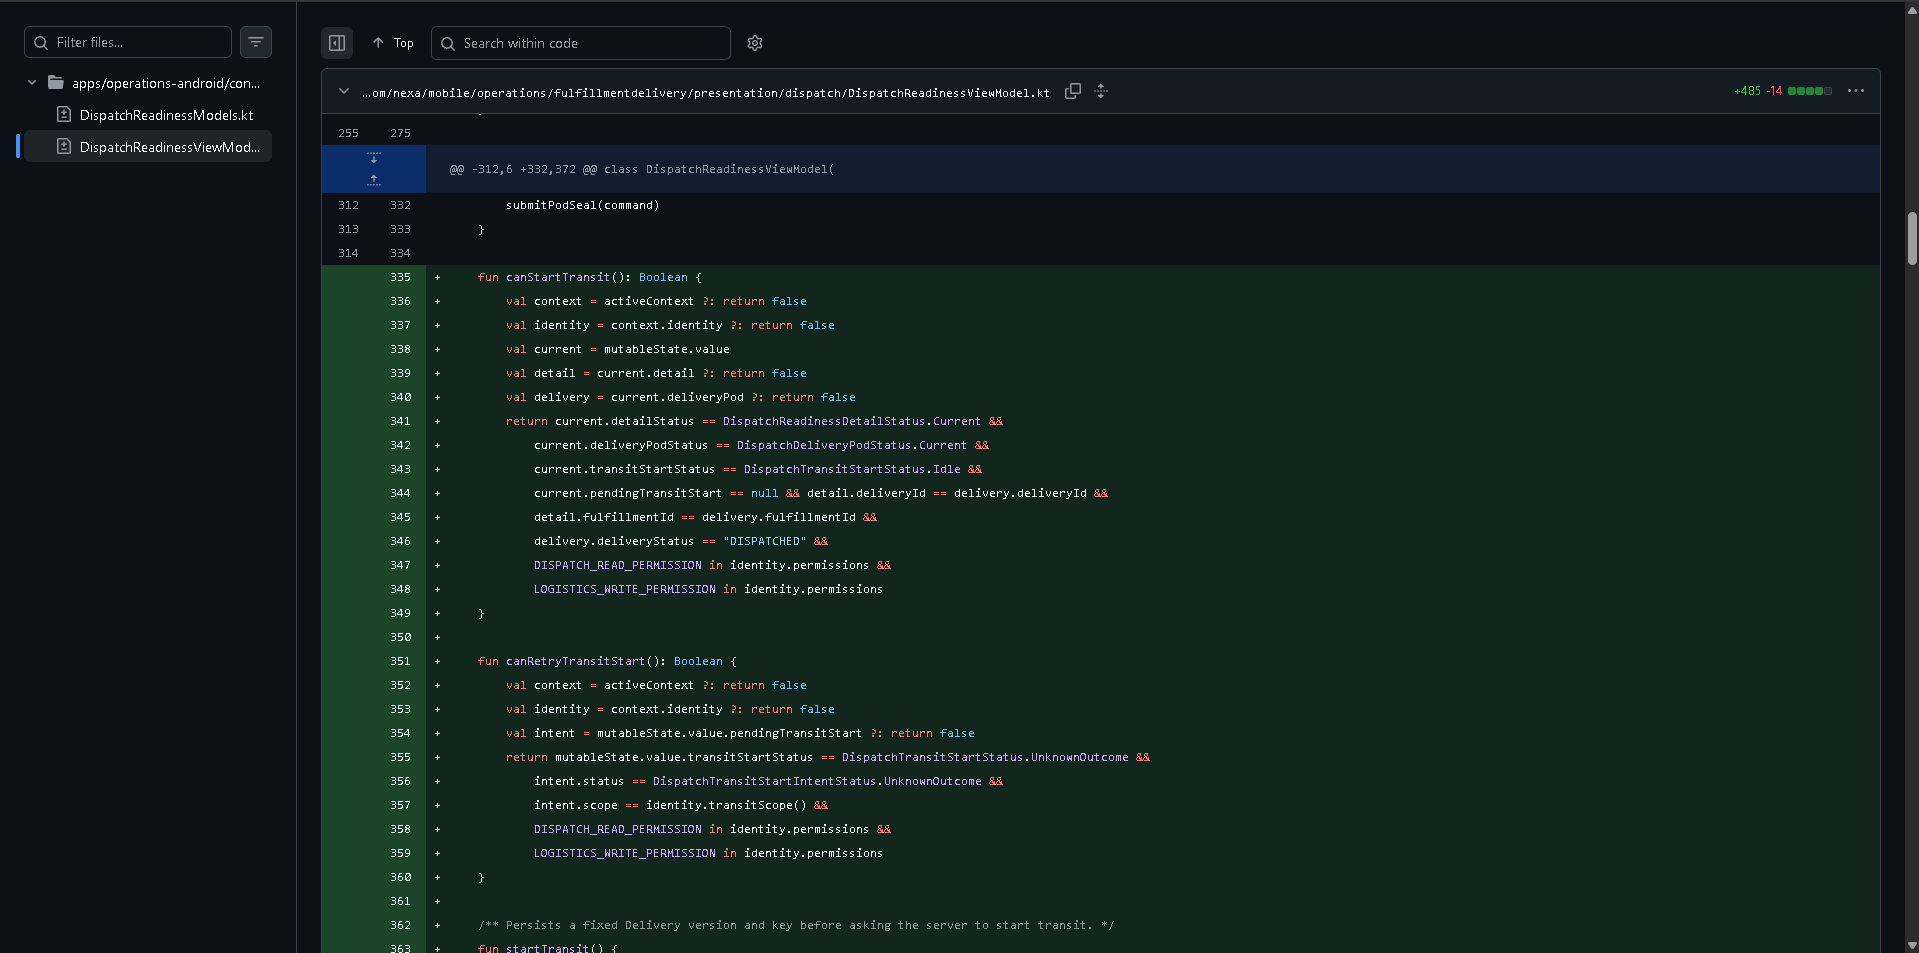 Filter files...
apps/operations-android/con...
DispatchReadinessModels.kt
DispatchReadinessViewMod...
Top
Search within code
...om/nexa/mobile/operations/fulfillmentdelivery/presentation/dispatch/DispatchReadinessViewModel.kt
+485 -14
255 275
@@ -312,6 +332,372 @@ class DispatchReadinessViewModel(
312 332 submitPodSeal(command)
313 333 }
314 334
335 + fun canStartTransit(): Boolean {
336 + val context = activeContext ?: return false
337 + val identity = context.identity ?: return false
338 + val current = mutableState.value
339 + val detail = current.detail ?: return false
340 + val delivery = current.deliveryPod ?: return false
341 + return current.detailStatus == DispatchReadinessDetailStatus.Current &&
342 + current.deliveryPodStatus == DispatchDeliveryPodStatus.Current &&
343 + current.transitStartStatus == DispatchTransitStartStatus.Idle &&
344 + current.pendingTransitStart == null && detail.deliveryId == delivery.deliveryId &&
345 + detail.fulfillmentId == delivery.fulfillmentId &&
346 + delivery.deliveryStatus == "DISPATCHED" &&
347 + DISPATCH_READ_PERMISSION in identity.permissions &&
348 + LOGISTICS_WRITE_PERMISSION in identity.permissions
349 + }
350 +
351 + fun canRetryTransitStart(): Boolean {
352 + val context = activeContext ?: return false
353 + val identity = context.identity ?: return false
354 + val intent = mutableState.value.pendingTransitStart ?: return false
355 + return mutableState.value.transitStartStatus == DispatchTransitStartStatus.UnknownOutcome &&
356 + intent.status == DispatchTransitStartIntentStatus.UnknownOutcome &&
357 + intent.scope == identity.transitScope() &&
358 + DISPATCH_READ_PERMISSION in identity.permissions &&
359 + LOGISTICS_WRITE_PERMISSION in identity.permissions
360 + }
361 +
362 + /** Persists a fixed Delivery version and key before asking the server to start transit. */
363 + fun startTransit() {